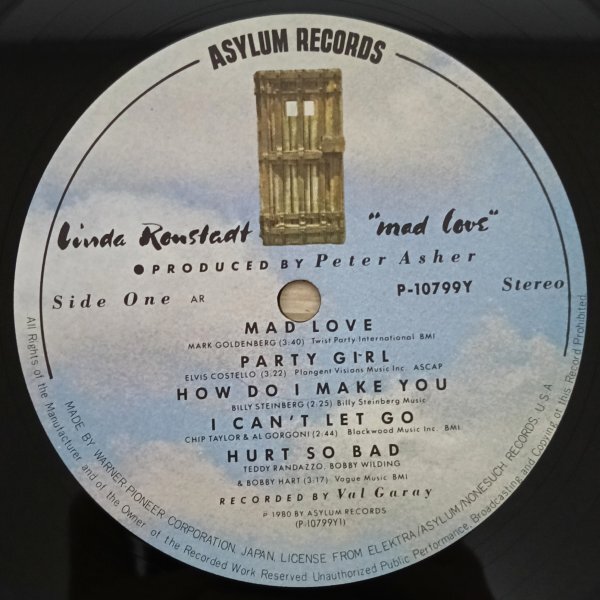 ASYLUM RECORDS
Linda Ronstadt "mad love"
• PRODUCED BY Peter Asher
Side One AR P-10799Y Stereo
MAD LOVE
MARK GOLDENBERG (3:40) Twist Party International BMI
PARTY GIRL
ELVIS COSTELLO (3:22) Plangent Visions Music Inc. ASCAP
HOW DO I MAKE YOU
BILLY STEINBERG (2:25) Billy Steinberg Music
I CAN'T LET GO
CHIP TAYLOR & AL GORGONI (2:44) Blackwood Music Inc. BMI
HURT SO BAD
TEDDY RANDAZZO, BOBBY WILDING
& BOBBY HART (3:17) Vogue Music BMI
RECORDED BY Val Garay
℗ 1980 BY ASYLUM RECORDS
(P-10799Y1)
MADE BY WARNER-PIONEER CORPORATION, JAPAN, LICENSE FROM ELEKTRA/ASYLUM/NONESUCH RECORDS, U.S.A.
All Rights of the Manufacturer and of the Owner of the Recorded Work Reserved Unauthorized Public Performance, Broadcasting and Copying of this Record Prohibited